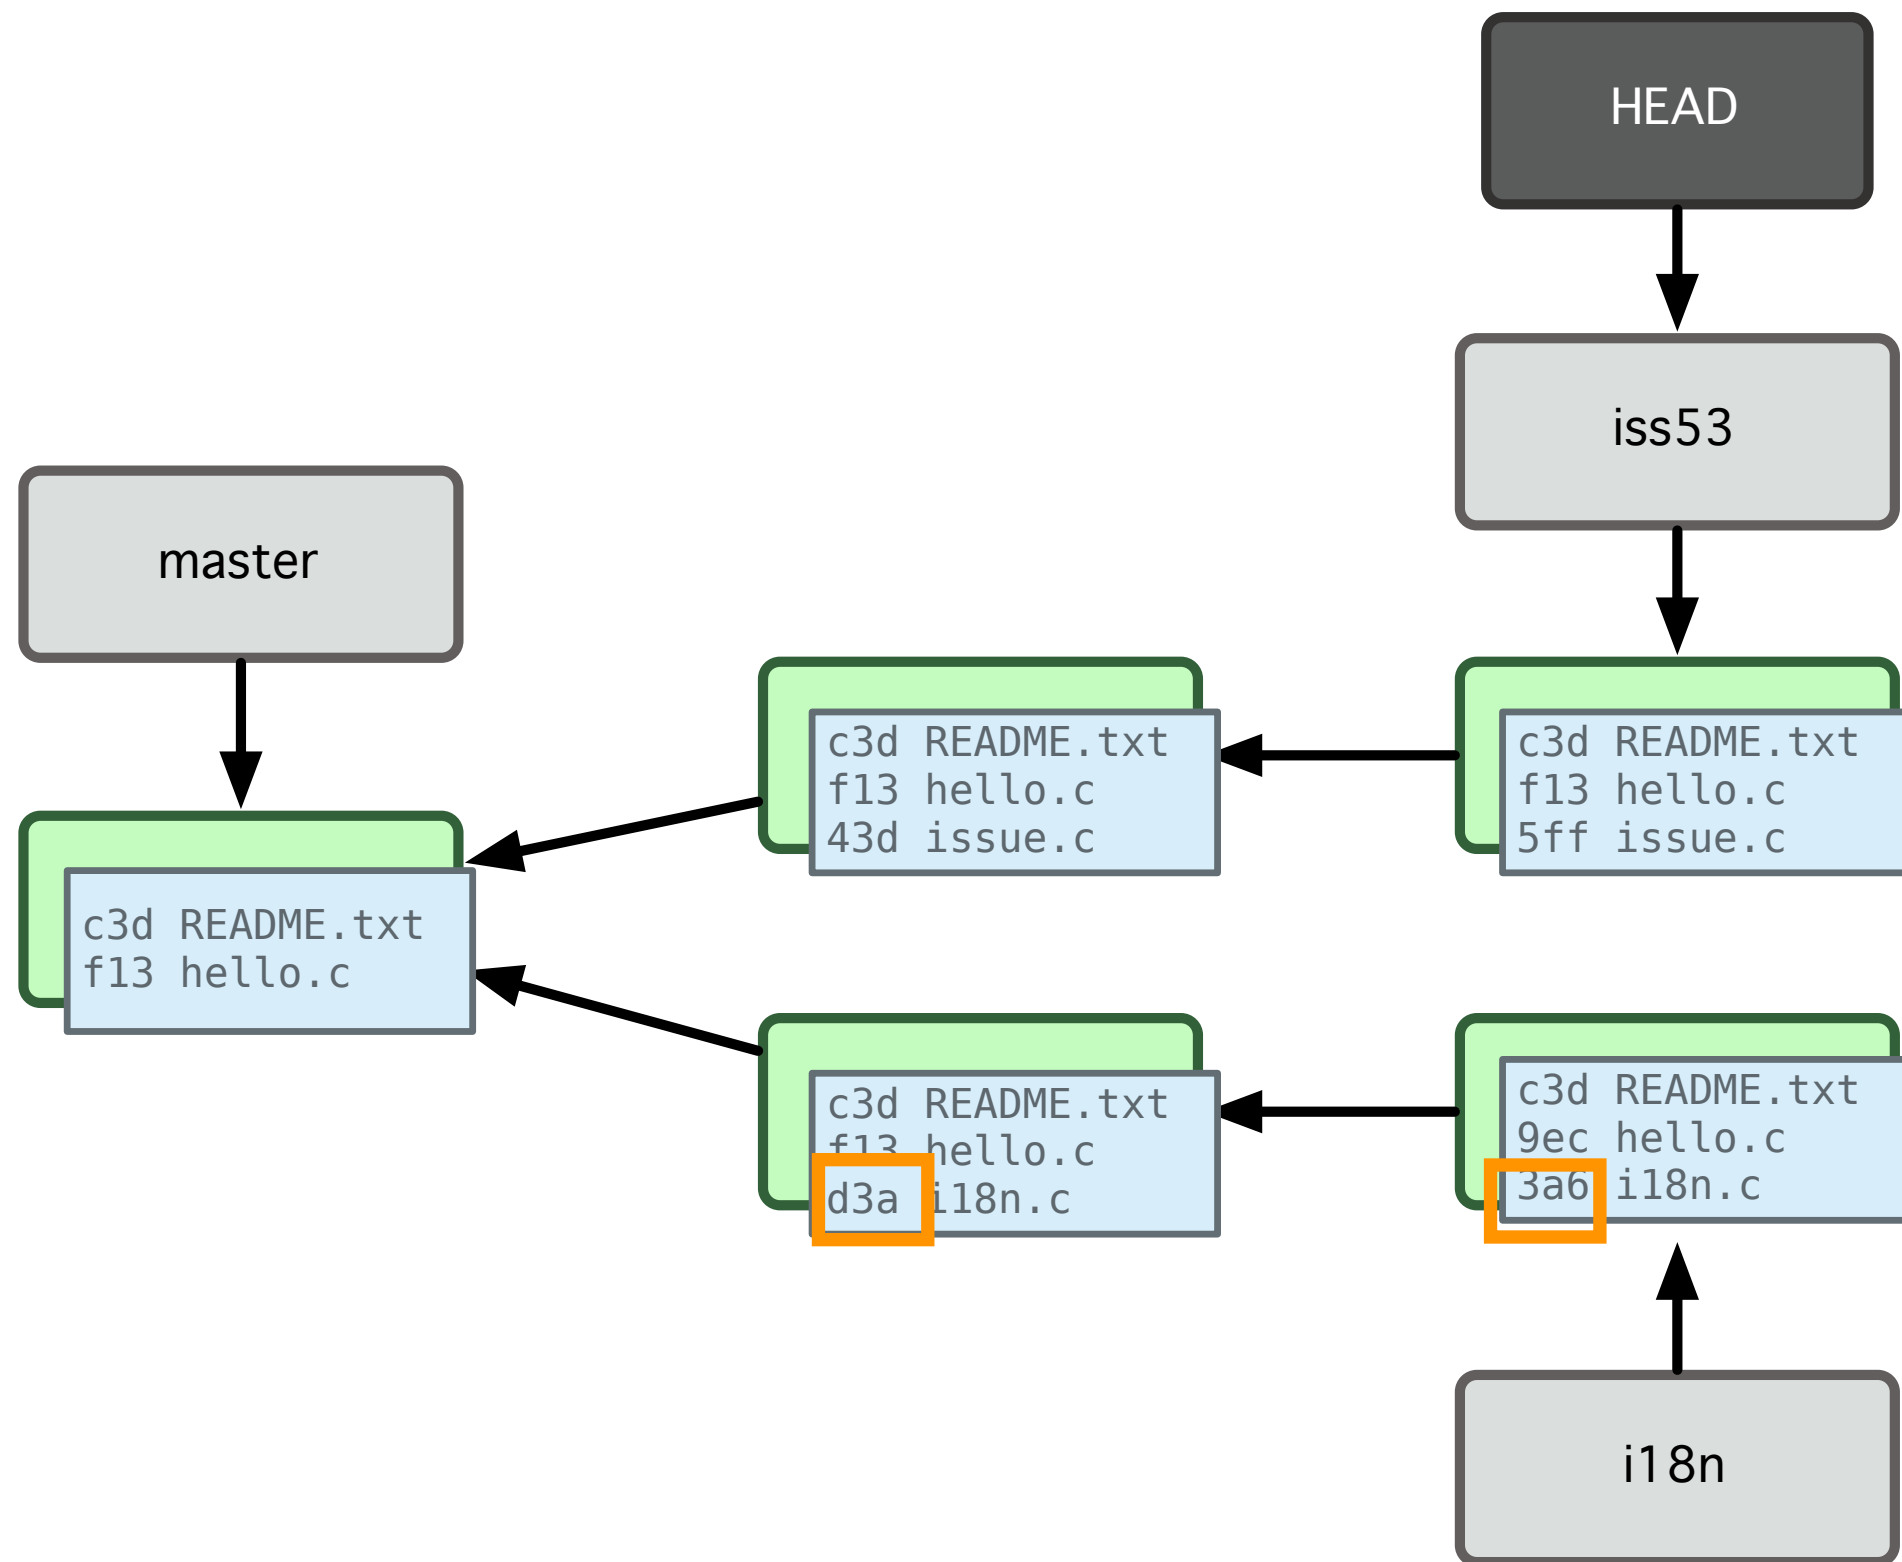 HEAD
iss53
master
c3d README.txt
f13 hello.c
43d issue.c
c3d README.txt
f13 hello.c
5ff issue.c
c3d README.txt
f13 hello.c
c3d README.txt
f13 hello.c
d3a i18n.c
c3d README.txt
9ec hello.c
3a6 i18n.c
i18n